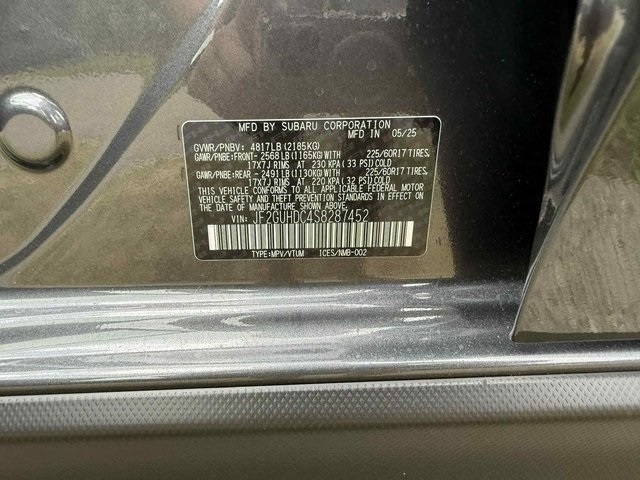 MFD BY SUBARU CORPORATION
MFD IN 05/25
GVWR/PNBV: 4817LB(2185KG)
GAWR/PNBE:FRONT- 2568LB(1165KG)WITH 225/60R17 TIRES,
17X7J RIMS AT 230 KPA(33 PSI)COLD
GAWR/PNBE:REAR - 2491LB(1130KG)WITH 225/60R17 TIRES,
17X7J RIMS AT 220 KPA(32 PSI)COLD
THIS VEHICLE CONFORMS TO ALL APPLICABLE FEDERAL MOTOR
VEHICLE SAFETY AND THEFT PREVENTION STANDARDS
IN EFFECT ON THE DATE OF MANUFACTURE SHOWN ABOVE.
VIN: JF2GUHDC4S8287452
TYPE:MPV/VTUM ICES/NMB-002